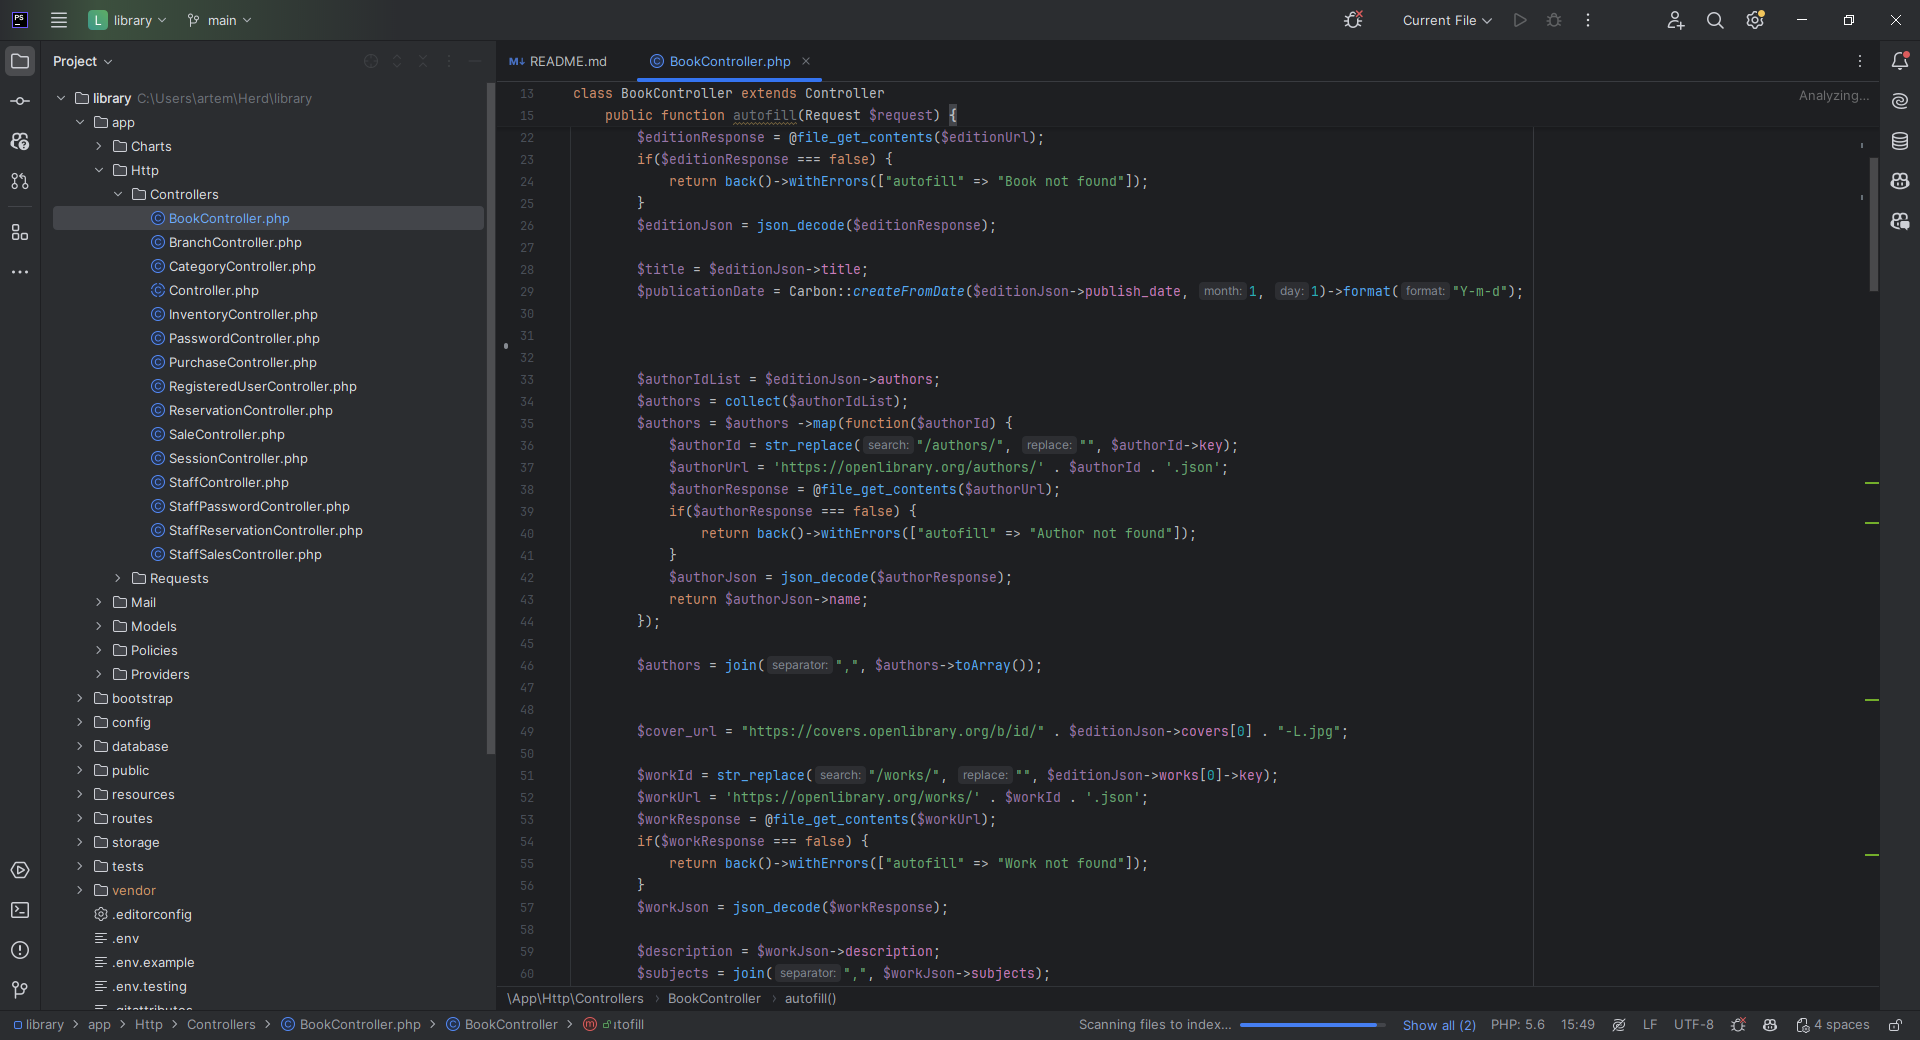 PS
L library
main
Current File
Project
README.md
BookController.php
library C:\Users\artem\Herd\library
app
Charts
Http
Controllers
BookController.php
BranchController.php
CategoryController.php
Controller.php
InventoryController.php
PasswordController.php
PurchaseController.php
RegisteredUserController.php
ReservationController.php
SaleController.php
SessionController.php
StaffController.php
StaffPasswordController.php
StaffReservationController.php
StaffSalesController.php
Requests
Mail
Models
Policies
Providers
bootstrap
config
database
public
resources
routes
storage
tests
vendor
.editorconfig
.env
.env.example
.env.testing
.gitattributes
Analyzing...
13 class BookController extends Controller
15 public function autofill(Request $request) {
22 $editionResponse = @file_get_contents($editionUrl);
23 if($editionResponse === false) {
24 return back()->withErrors(["autofill" => "Book not found"]);
25 }
26 $editionJson = json_decode($editionResponse);
27
28 $title = $editionJson->title;
29 $publicationDate = Carbon::createFromDate($editionJson->publish_date, month: 1, day: 1)->format( format: "Y-m-d");
30
31
32
33 $authorIdList = $editionJson->authors;
34 $authors = collect($authorIdList);
35 $authors = $authors ->map(function($authorId) {
36 $authorId = str_replace( search: "/authors/", replace: "", $authorId->key);
37 $authorUrl = 'https://openlibrary.org/authors/' . $authorId . '.json';
38 $authorResponse = @file_get_contents($authorUrl);
39 if($authorResponse === false) {
40 return back()->withErrors(["autofill" => "Author not found"]);
41 }
42 $authorJson = json_decode($authorResponse);
43 return $authorJson->name;
44 });
45
46 $authors = join( separator: ",", $authors->toArray());
47
48
49 $cover_url = "https://covers.openlibrary.org/b/id/" . $editionJson->covers[0] . "-L.jpg";
50
51 $workId = str_replace( search: "/works/", replace: "", $editionJson->works[0]->key);
52 $workUrl = 'https://openlibrary.org/works/' . $workId . '.json';
53 $workResponse = @file_get_contents($workUrl);
54 if($workResponse === false) {
55 return back()->withErrors(["autofill" => "Work not found"]);
56 }
57 $workJson = json_decode($workResponse);
58
59 $description = $workJson->description;
60 $subjects = join( separator: ",", $workJson->subjects);
\App\Http\Controllers › BookController › autofill()
library > app > Http > Controllers > BookController.php > BookController > m utofill
Scanning files to index... Show all (2) PHP: 5.6 15:49 LF UTF-8 4 spaces